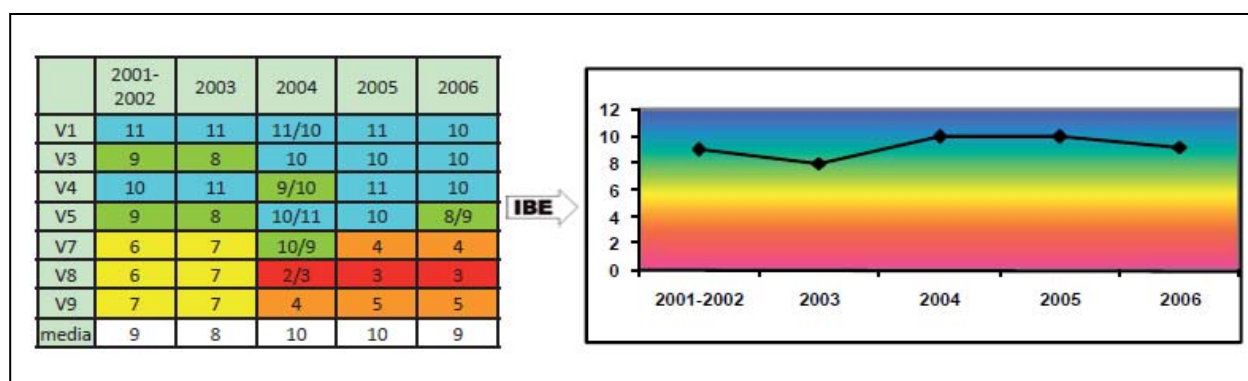 2001-2002 2003 2004 2005 2006
V1 11 11 11/10 11 10
V3 9 8 10 10 10
V4 10 11 9/10 11 10
V5 9 8 10/11 10 8/9
V7 6 7 10/9 4 4
V8 6 7 2/3 3 3
V9 7 7 4 5 5
media 9 8 10 10 9
IBE
12
10
8
6
4
2
0
2001-2002 2003 2004 2005 2006